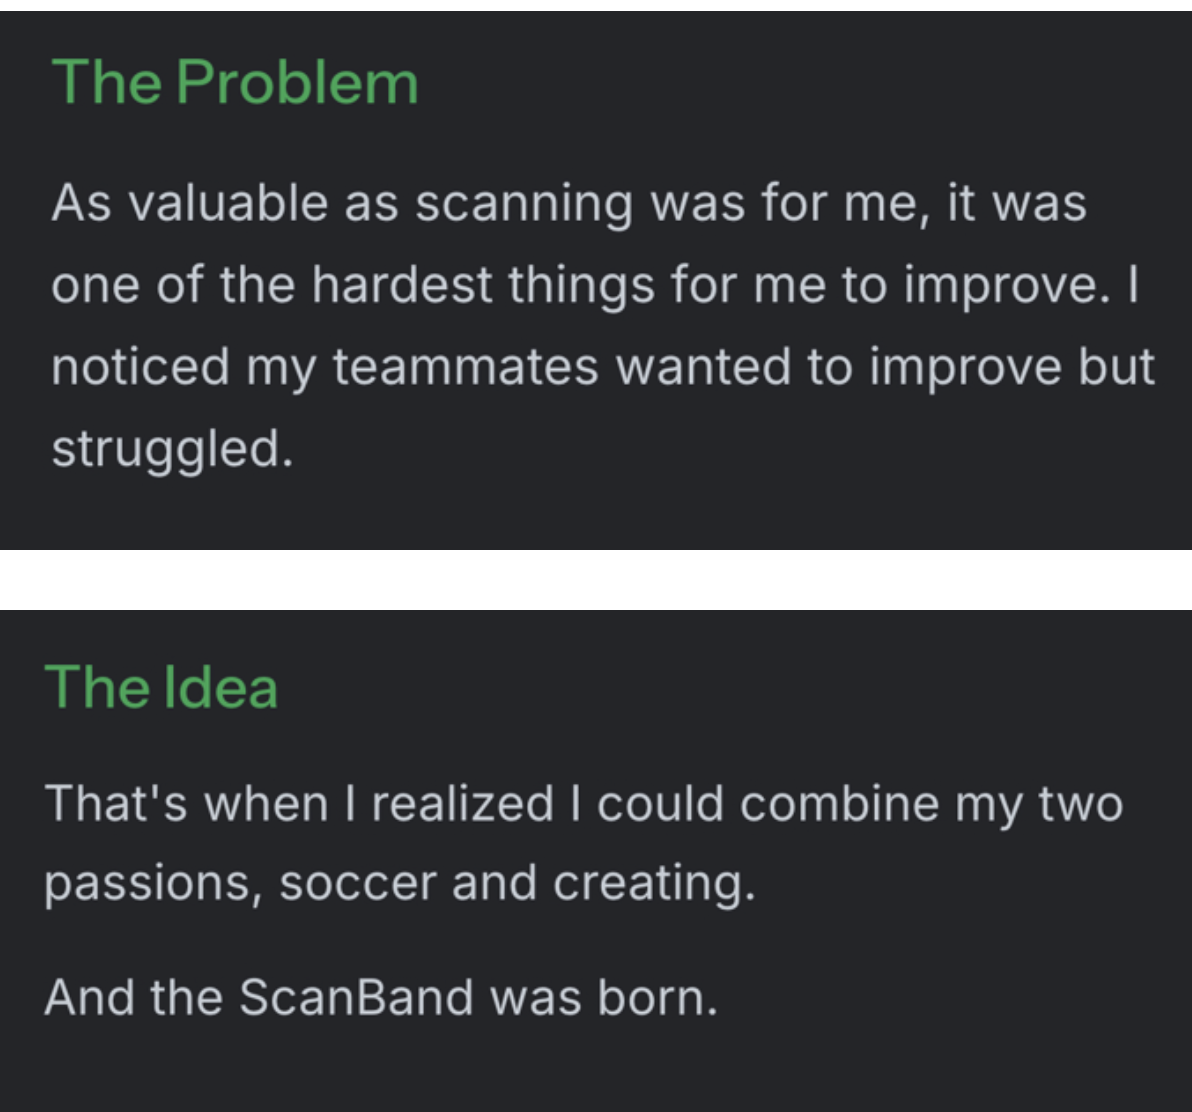 The Problem
As valuable as scanning was for me, it was
one of the hardest things for me to improve. I
noticed my teammates wanted to improve but
struggled.
The Idea
That's when I realized I could combine my two
passions, soccer and creating.
And the ScanBand was born.